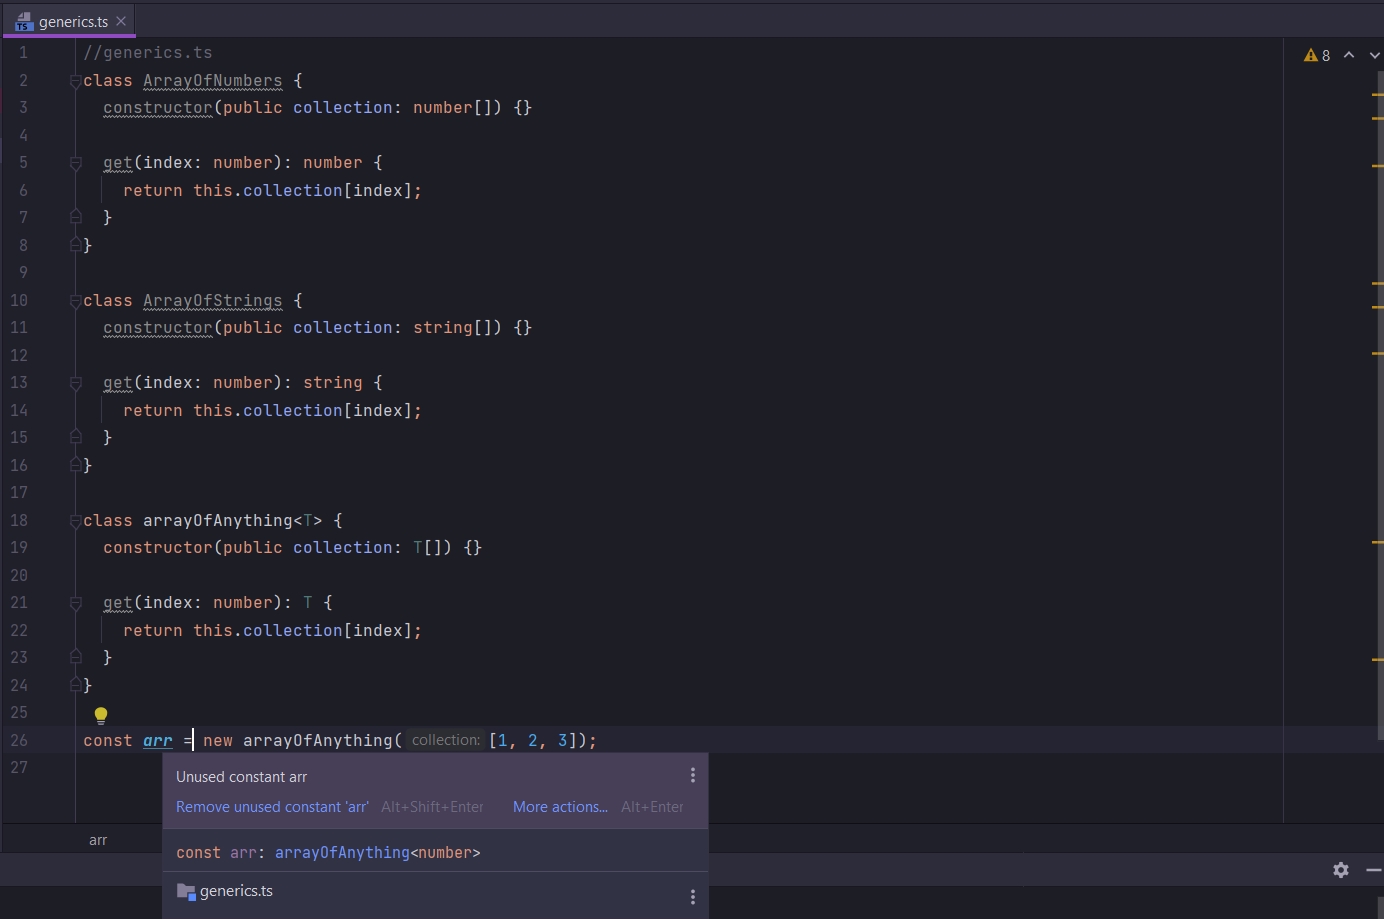 TS generics.ts
8
1 //generics.ts
2 class ArrayOfNumbers {
3 constructor(public collection: number[]) {}
4
5 get(index: number): number {
6 return this.collection[index];
7 }
8 }
9
10 class ArrayOfStrings {
11 constructor(public collection: string[]) {}
12
13 get(index: number): string {
14 return this.collection[index];
15 }
16 }
17
18 class arrayOfAnything<T> {
19 constructor(public collection: T[]) {}
20
21 get(index: number): T {
22 return this.collection[index];
23 }
24 }
25
26 const arr = new arrayOfAnything( collection: [1, 2, 3]);
27
Unused constant arr
Remove unused constant 'arr' Alt+Shift+Enter More actions... Alt+Enter
arr
const arr: arrayOfAnything<number>
generics.ts